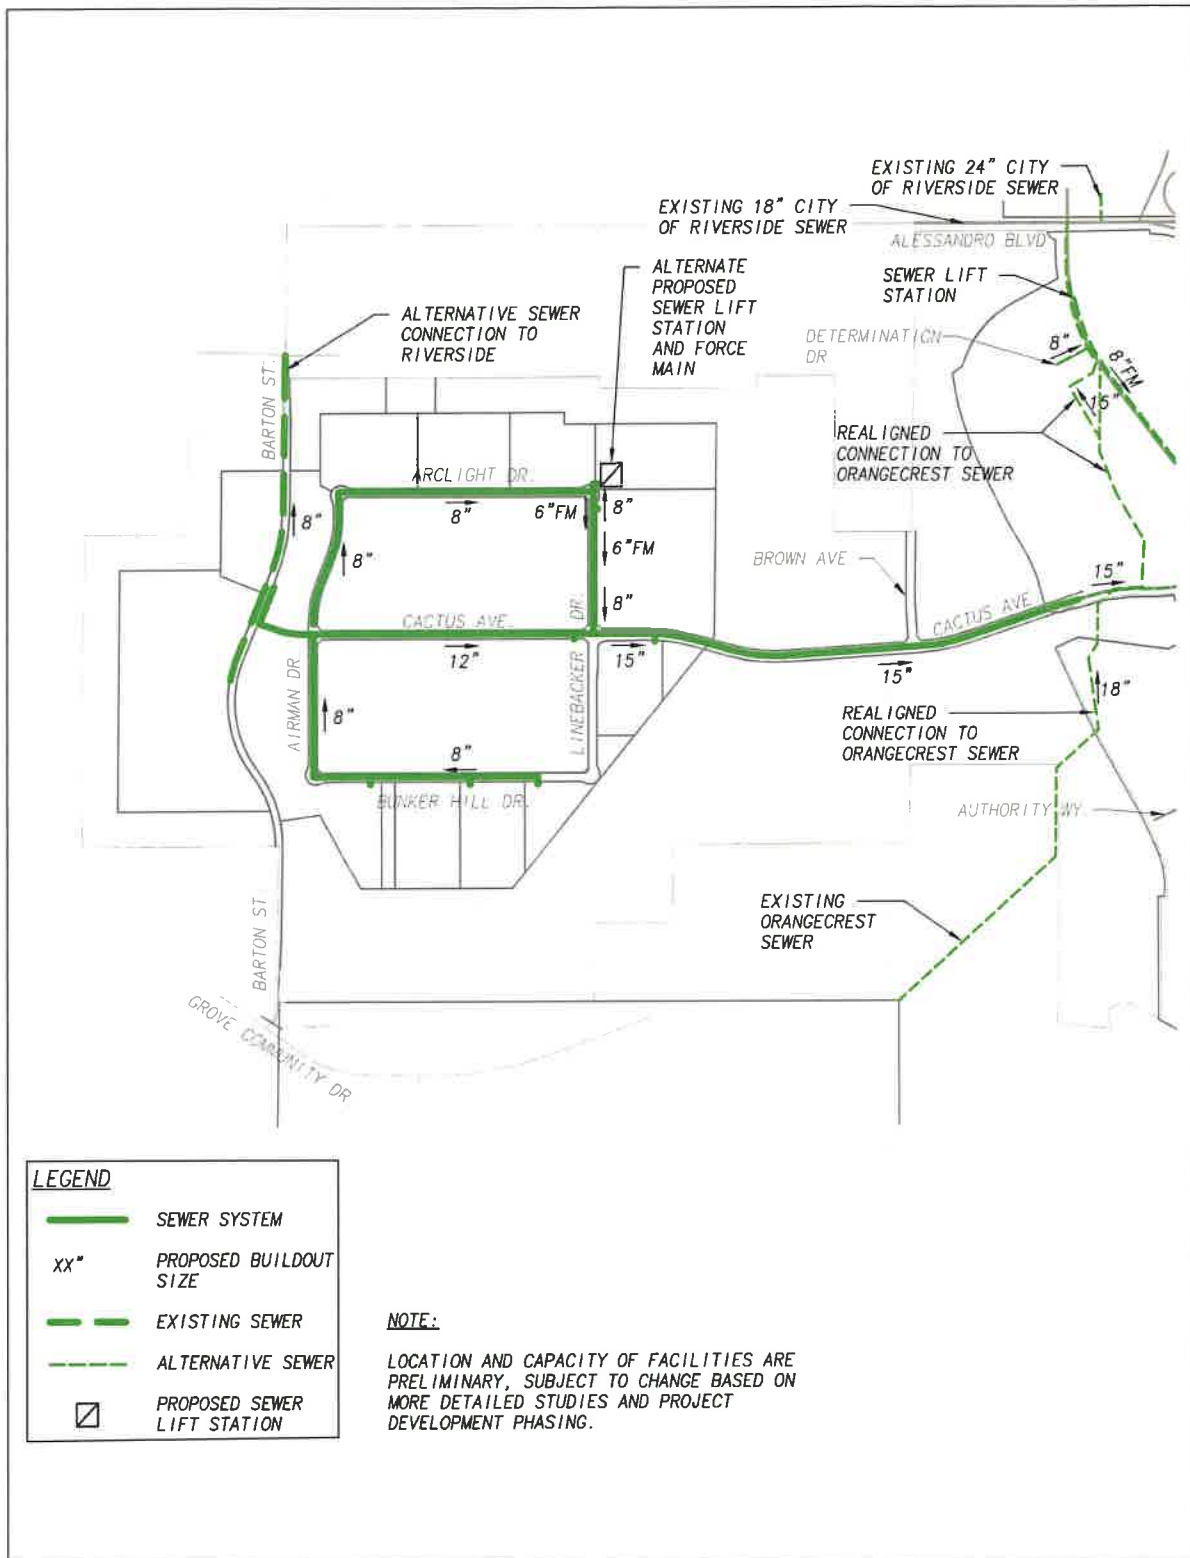 EXISTING 24" CITY
OF RIVERSIDE SEWER
EXISTING 18" CITY
OF RIVERSIDE SEWER
ALESSANDRO BLVD
ALTERNATE
PROPOSED
SEWER LIFT
STATION
AND FORCE
MAIN
SEWER LIFT
STATION
ALTERNATIVE SEWER
CONNECTION TO
RIVERSIDE
DETERMINATION
DR
8"
8"FM
15"
BARTON ST.
REALIGNED
CONNECTION TO
ORANGECREST SEWER
ARCLIGHT DR.
8"
8"
6"FM
8"
8"
6"FM
BROWN AVE
15"
8"
CACTUS AVE.
DR.
CACTUS AVE.
12"
15"
15"
18"
AIRMAN DR
LINEBACKER
8"
REALIGNED
CONNECTION TO
ORANGECREST SEWER
8"
BUNKER HILL DR.
AUTHORITY WY.
EXISTING
ORANGECREST
SEWER
BARTON ST
GROVE COMMUNITY DR
LEGEND
SEWER SYSTEM
XX" PROPOSED BUILDOUT
SIZE
EXISTING SEWER
ALTERNATIVE SEWER
PROPOSED SEWER
LIFT STATION
NOTE:
LOCATION AND CAPACITY OF FACILITIES ARE
PRELIMINARY, SUBJECT TO CHANGE BASED ON
MORE DETAILED STUDIES AND PROJECT
DEVELOPMENT PHASING.